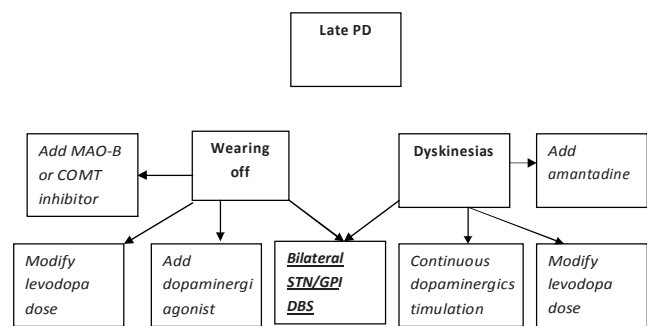 Late PD
Add MAO-B
or COMT
inhibitor
Wearing
off
Dyskinesias
Add
amantadine
Modify
levodopa
dose
Add
dopaminergi
agonist
Bilateral
STN/GPI
DBS
Continuous
dopaminergics
timulation
Modify
levodopa
dose